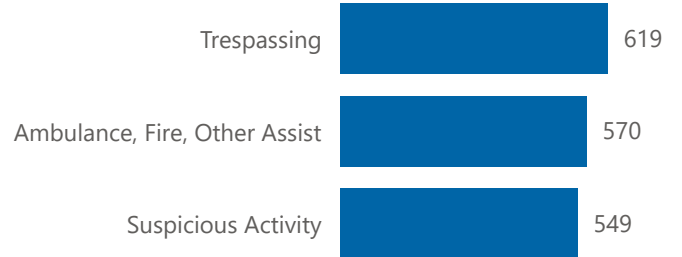 Trespassing 619
Ambulance, Fire, Other Assist 570
Suspicious Activity 549